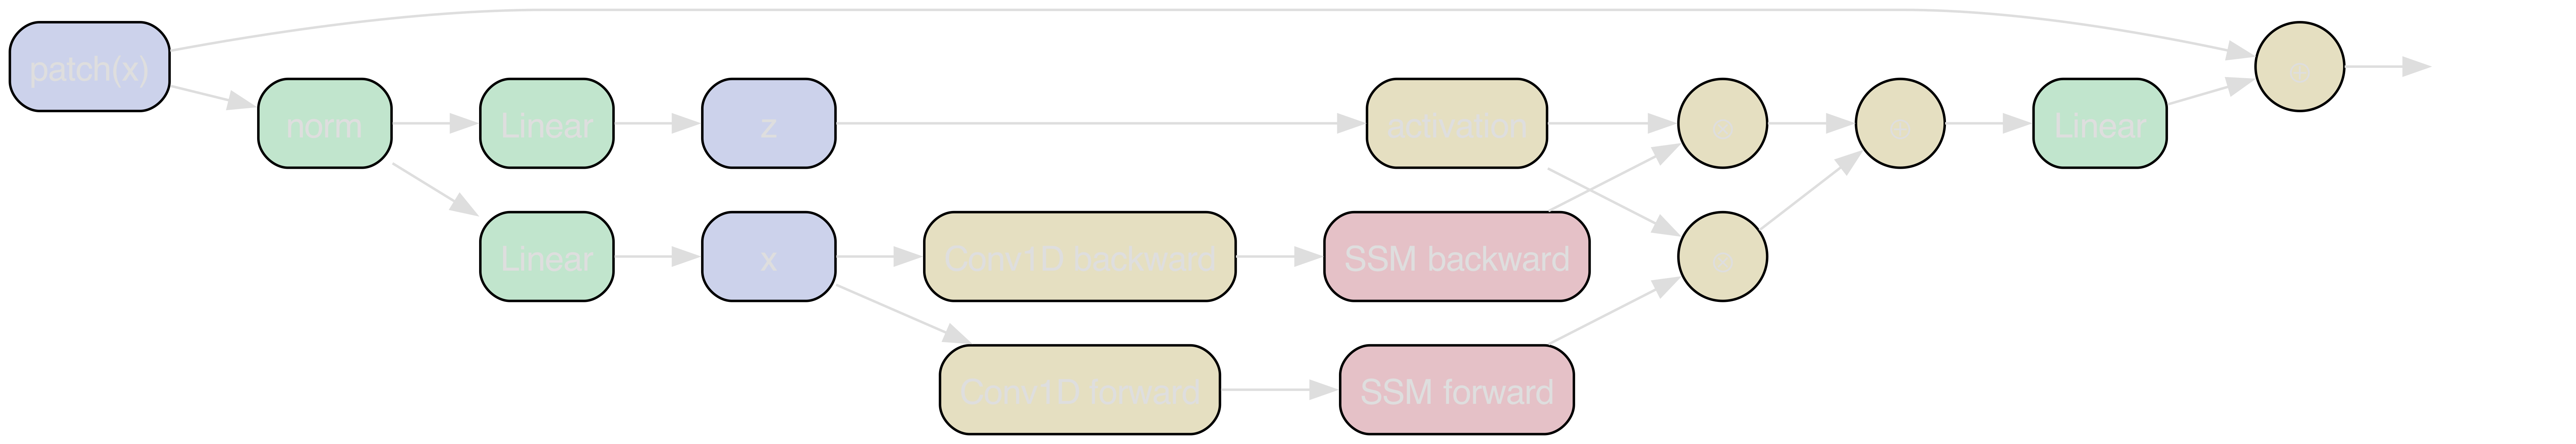 patch(x)
norm
Linear
z
activation
Linear
Linear
x
Conv1D backward
SSM backward
Conv1D forward
SSM forward